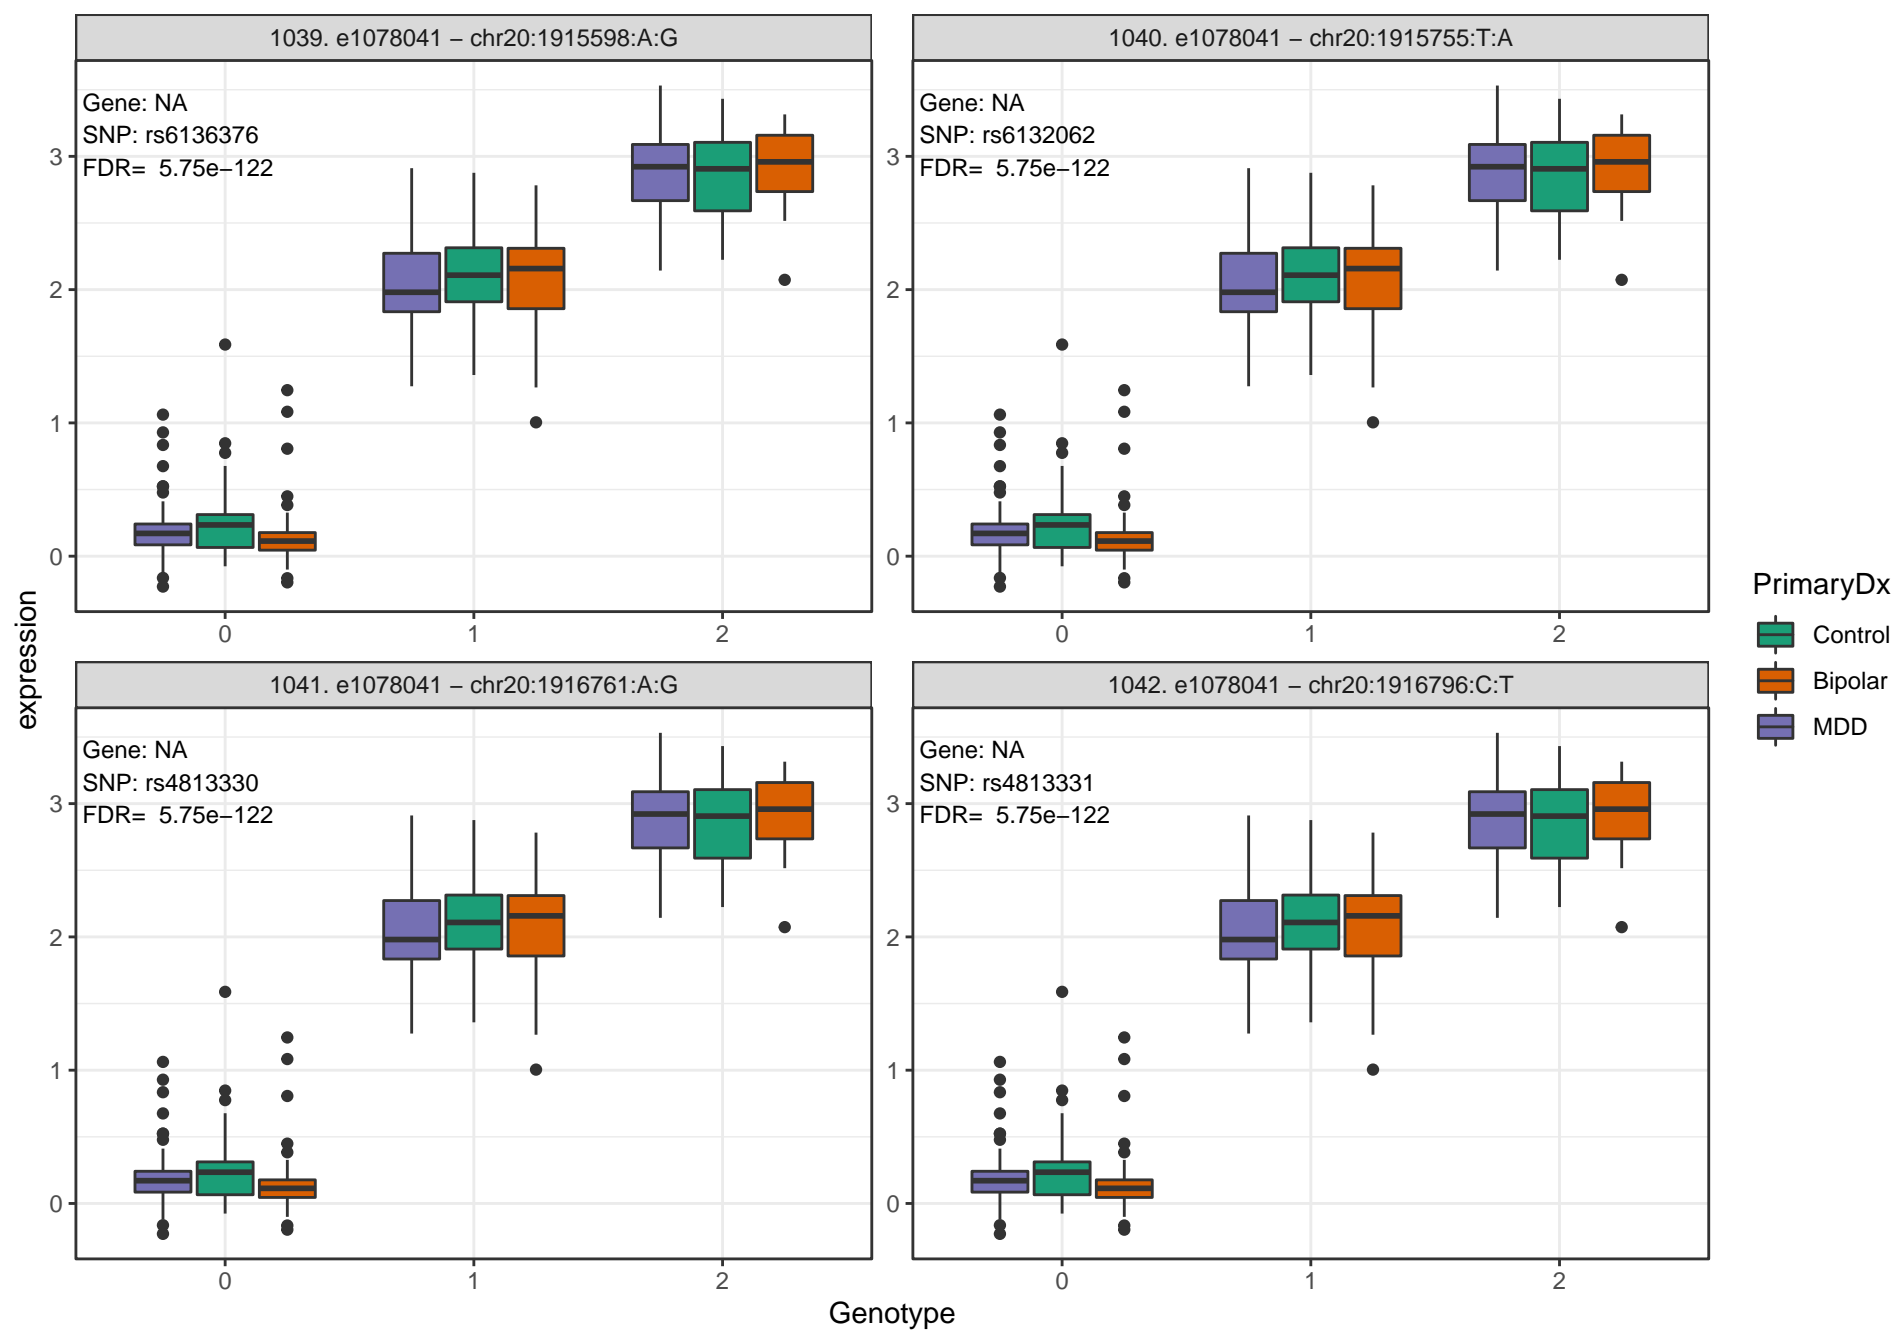 1039. e1078041 − chr20:1915598:A:G
Gene: NA
SNP: rs6136376
FDR=  5.75e−122
3
2
1
0
0 1 2
1040. e1078041 − chr20:1915755:T:A
Gene: NA
SNP: rs6132062
FDR=  5.75e−122
3
2
1
0
0 1 2
1041. e1078041 − chr20:1916761:A:G
Gene: NA
SNP: rs4813330
FDR=  5.75e−122
3
2
1
0
0 1 2
1042. e1078041 − chr20:1916796:C:T
Gene: NA
SNP: rs4813331
FDR=  5.75e−122
3
2
1
0
0 1 2
expression
Genotype
PrimaryDx
Control
Bipolar
MDD